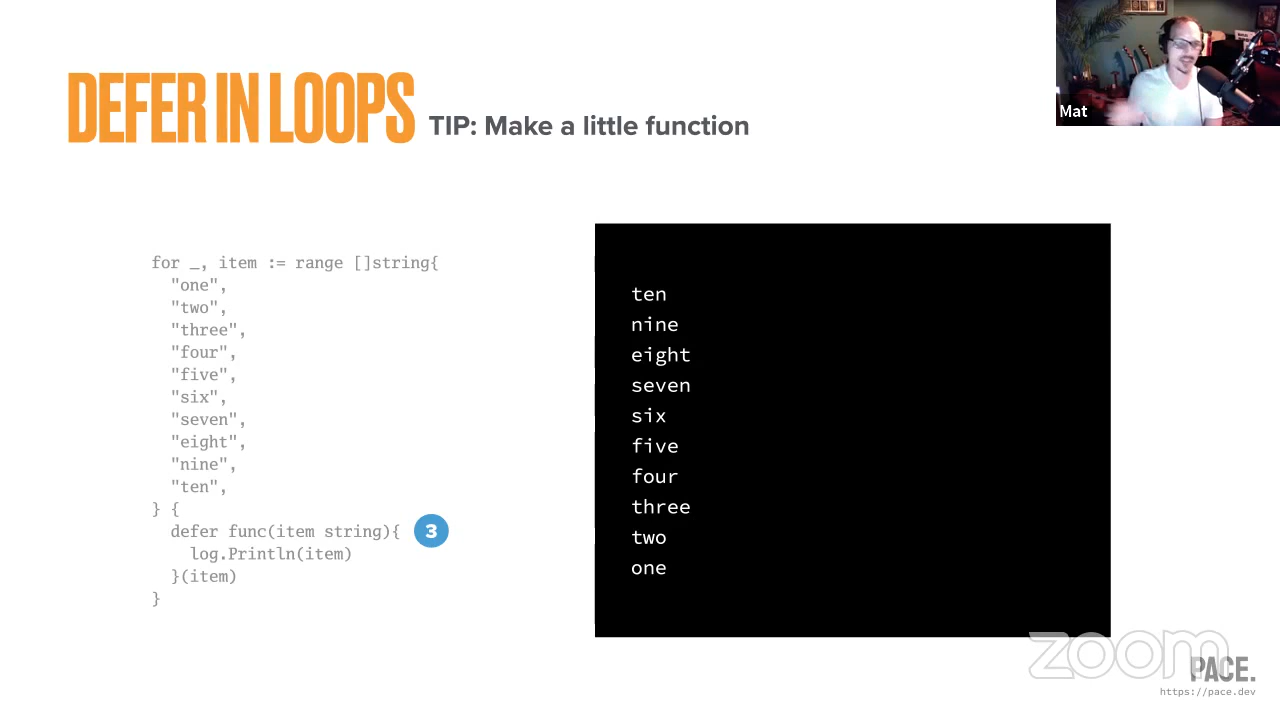 DEFER IN LOOPS TIP: Make a little function
Mat
for _, item := range []string{
"one",
"two",
"three",
"four",
"five",
"six",
"seven",
"eight",
"nine",
"ten",
} {
defer func(item string){ 3
log.Println(item)
}(item)
}
ten
nine
eight
seven
six
five
four
three
two
one
zoom
PACE.
https://pace.dev